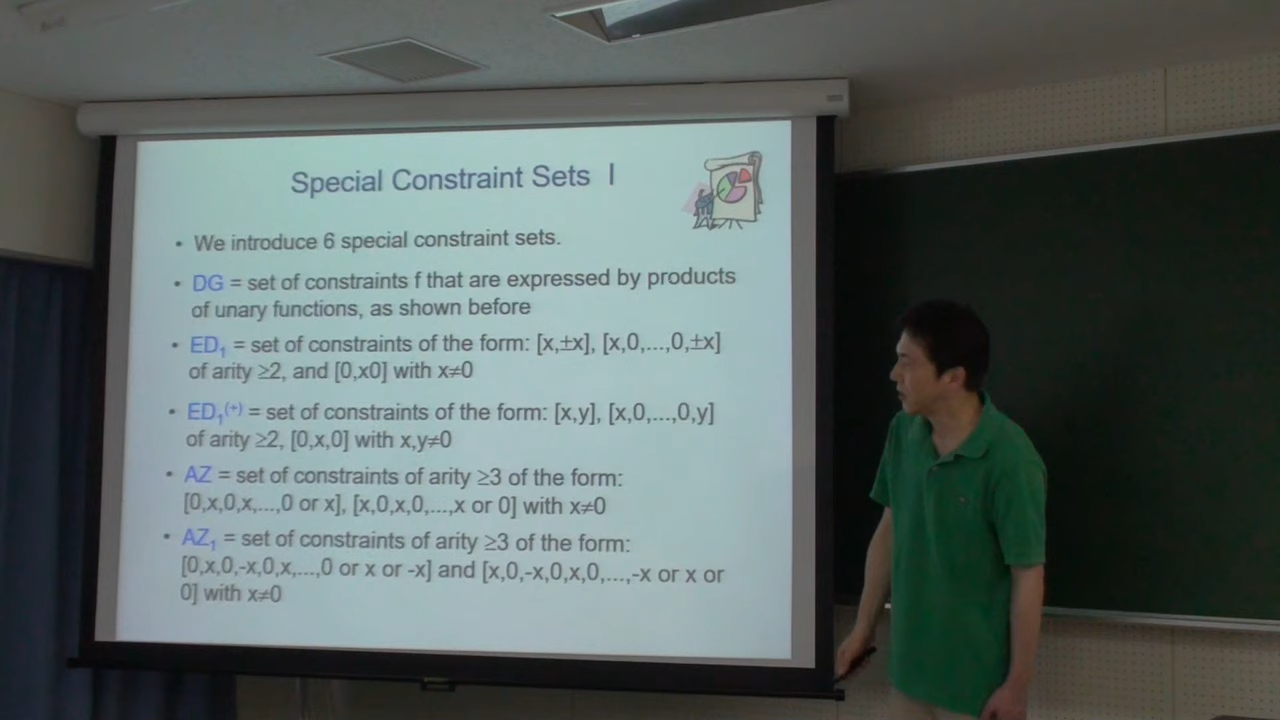 Special Constraint Sets I
• We introduce 6 special constraint sets.
• DG = set of constraints f that are expressed by products
of unary functions, as shown before
• ED₁ = set of constraints of the form: [x,±x], [x,0,...,0,±x]
of arity ≥2, and [0,x0] with x≠0
• ED₁⁽⁺⁾ = set of constraints of the form: [x,y], [x,0,...,0,y]
of arity ≥2, [0,x,0] with x,y≠0
• AZ = set of constraints of arity ≥3 of the form:
[0,x,0,x,...,0 or x], [x,0,x,0,...,x or 0] with x≠0
• AZ₁ = set of constraints of arity ≥3 of the form:
[0,x,0,-x,0,x,...,0 or x or -x] and [x,0,-x,0,x,0,...,-x or x or
0] with x≠0